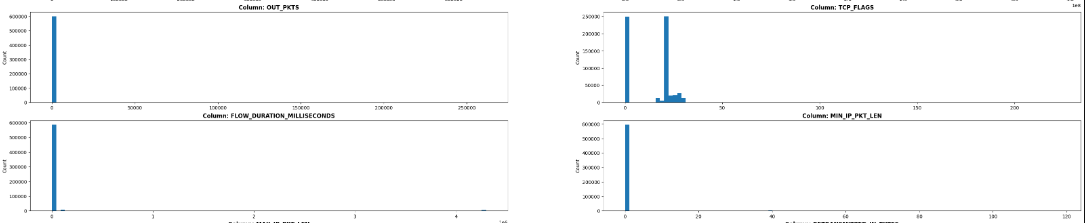 Column: OUT_PKTS
Column: TCP_FLAGS
1e8
Count
600000
500000
400000
300000
200000
100000
0
0 50000 100000 150000 200000 250000
Count
250000
200000
150000
100000
50000
0
0 50 100 150 200
Column: FLOW_DURATION_MILLISECONDS
Column: MIN_IP_PKT_LEN
Count
600000
500000
400000
300000
200000
100000
0
0 1 2 3 4
Count
600000
500000
400000
300000
200000
100000
0
0 20 40 60 80 100 120